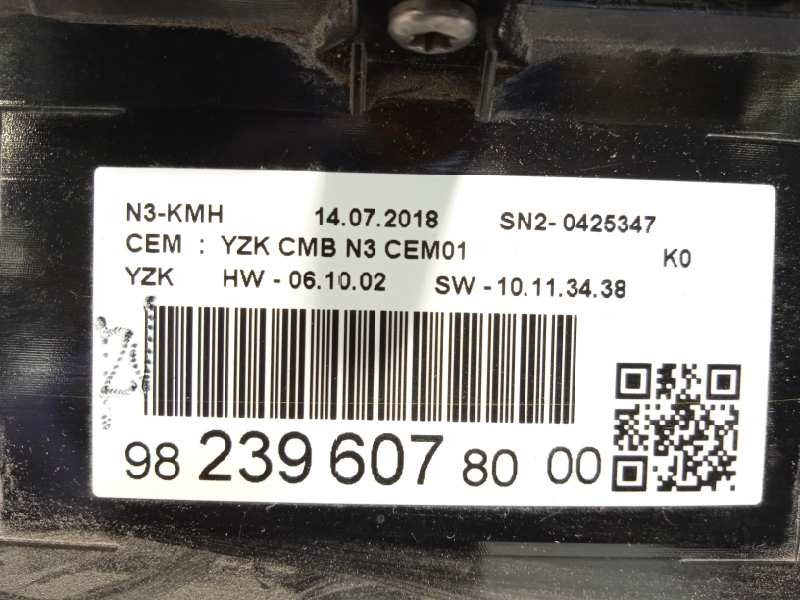 N3-KMH 14.07.2018 SN2- 0425347
CEM : YZK CMB N3 CEM01 K0
YZK HW - 06.10.02 SW - 10.11.34.38
98 239 607 80 00